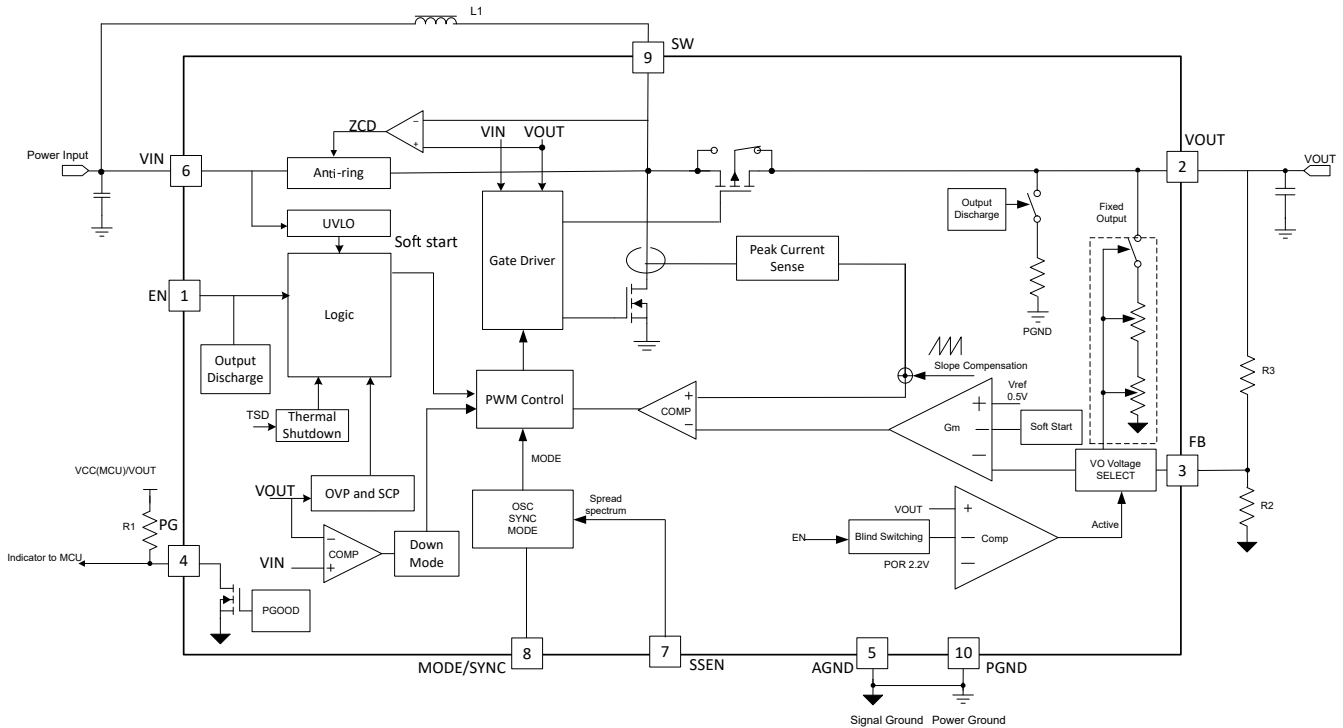 L1
SW
9
ZCD
VIN
VOUT
−
+
Power Input
VIN
6
Anti-ring
VOUT
2
VOUT
UVLO
Soft start
Gate Driver
Output
Discharge
Fixed
Output
Peak Current
Sense
EN
1
Logic
PGND
Output
Discharge
Slope Compensation
R3
TSD
Thermal
Shutdown
PWM Control
COMP
+
−
Gm
+
−
−
Vref
0.5V
Soft Start
FB
3
VO Voltage
SELECT
MODE
VCC(MCU)/VOUT
R1
PG
VOUT
OVP and SCP
OSC
SYNC
MODE
Spread
spectrum
R2
VOUT
Active
EN
Blind Switching
POR 2.2V
+
−
−
Comp
Indicator to MCU
4
VIN
−
+
COMP
Down
Mode
PGOOD
8
MODE/SYNC
7
SSEN
AGND
5
10
PGND
Signal Ground
Power Ground